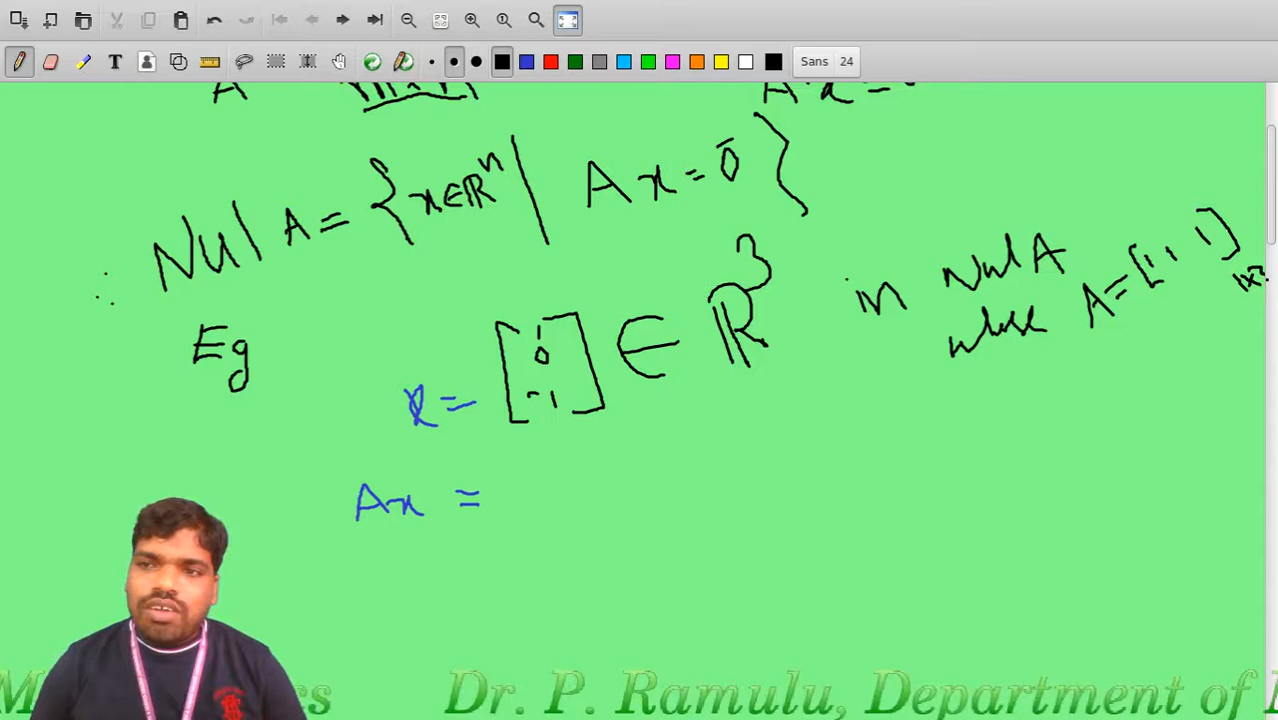 Sans 24
Nul A = { x ∈ ℝⁿ | Ax = 0̄ }
∴
Eg
x = [1 0 -1] ∈ ℝ³ in Nul A
where A = [1 1 1]
Ax =
Dr. P. Ramulu, Department of